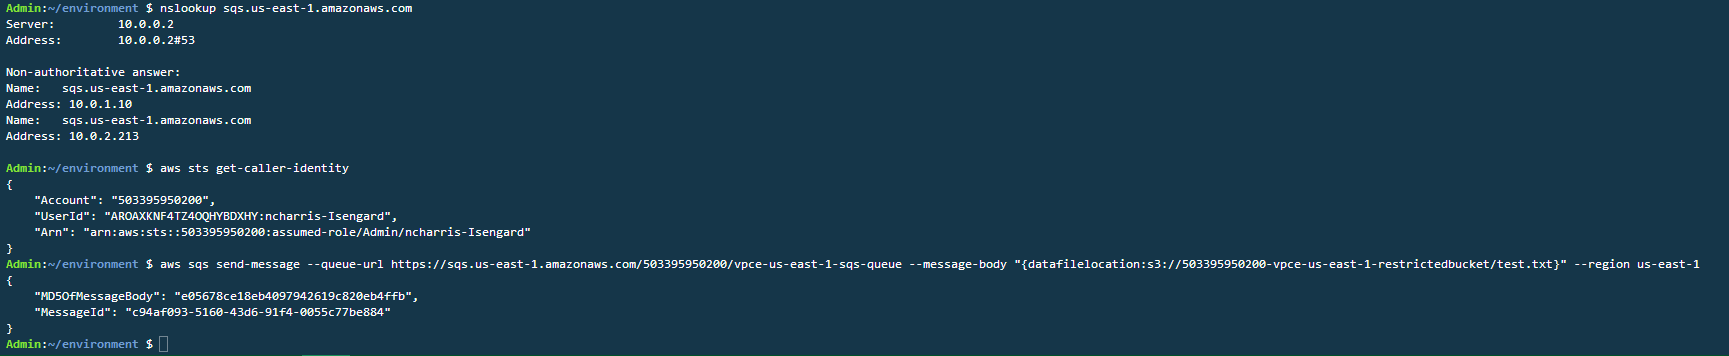 Admin:~/environment $ nslookup sqs.us-east-1.amazonaws.com
Server:         10.0.0.2
Address:        10.0.0.2#53

Non-authoritative answer:
Name:   sqs.us-east-1.amazonaws.com
Address: 10.0.1.10
Name:   sqs.us-east-1.amazonaws.com
Address: 10.0.2.213

Admin:~/environment $ aws sts get-caller-identity
{
    "Account": "503395950200",
    "UserId": "AROAXKNF4TZ4OQHYBDXHY:ncharris-Isengard",
    "Arn": "arn:aws:sts::503395950200:assumed-role/Admin/ncharris-Isengard"
}
Admin:~/environment $ aws sqs send-message --queue-url https://sqs.us-east-1.amazonaws.com/503395950200/vpce-us-east-1-sqs-queue --message-body "{datafilelocation:s3://503395950200-vpce-us-east-1-restrictedbucket/test.txt}" --region us-east-1
{
    "MD5OfMessageBody": "e05678ce18eb4097942619c820eb4ffb",
    "MessageId": "c94af093-5160-43d6-91f4-0055c77be884"
}
Admin:~/environment $